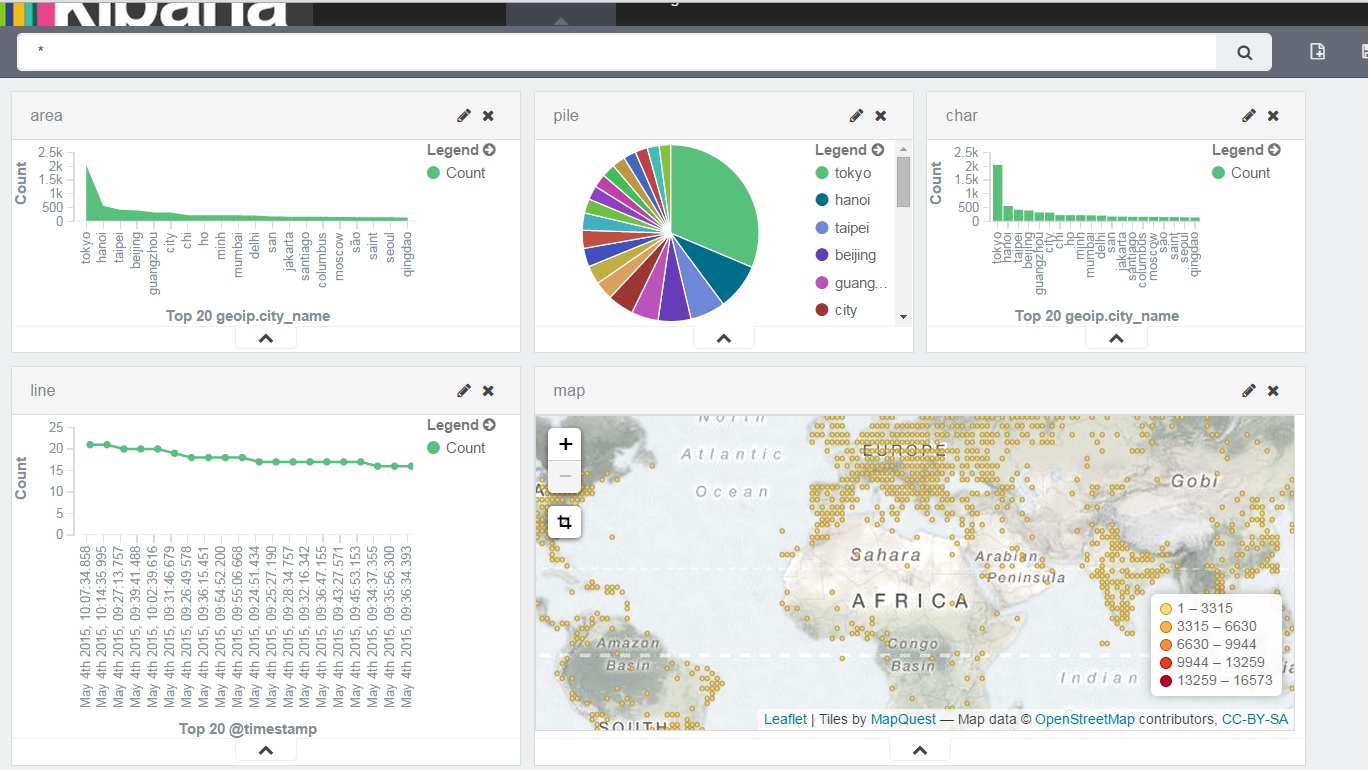 kibana
*
area
Legend
Count
2.5k
2k
1.5k
1k
500
0
Count
tokyo
hanoi
taipei
beijing
guangzhou
city
chi
ho
minh
mumbai
delhi
san
jakarta
santiago
columbus
moscow
são
saint
seoul
qingdao
Top 20 geoip.city_name
pile
Legend
tokyo
hanoi
taipei
beijing
guang...
city
char
Legend
Count
2.5k
2k
1.5k
1k
500
0
Count
tokyo
hanoi
taipei
beijing
guangzhou
city
chi
ho
minh
mumbai
delhi
san
jakarta
santiago
columbus
moscow
são
saint
seoul
qingdao
Top 20 geoip.city_name
line
Legend
Count
25
20
15
10
5
0
Count
May 4th 2015, 10:07:34.858
May 4th 2015, 10:14:35.995
May 4th 2015, 09:27:13.757
May 4th 2015, 09:39:41.488
May 4th 2015, 10:02:39.616
May 4th 2015, 09:31:46.679
May 4th 2015, 09:26:49.578
May 4th 2015, 09:36:15.451
May 4th 2015, 09:54:52.200
May 4th 2015, 09:55:06.668
May 4th 2015, 09:24:51.434
May 4th 2015, 09:25:27.190
May 4th 2015, 09:28:34.757
May 4th 2015, 09:32:16.342
May 4th 2015, 09:36:47.155
May 4th 2015, 09:43:27.571
May 4th 2015, 09:45:53.153
May 4th 2015, 09:34:37.355
May 4th 2015, 09:35:56.300
May 4th 2015, 09:36:34.393
Top 20 @timestamp
map
+
−
North
Atlantic
Ocean
EUROPE
Gobi
Sahara
Arabian
Peninsula
AFRICA
Congo
Basin
Amazon
Basin
Indian
SOUTH
1 – 3315
3315 – 6630
6630 – 9944
9944 – 13259
13259 – 16573
Leaflet | Tiles by MapQuest — Map data © OpenStreetMap contributors, CC-BY-SA